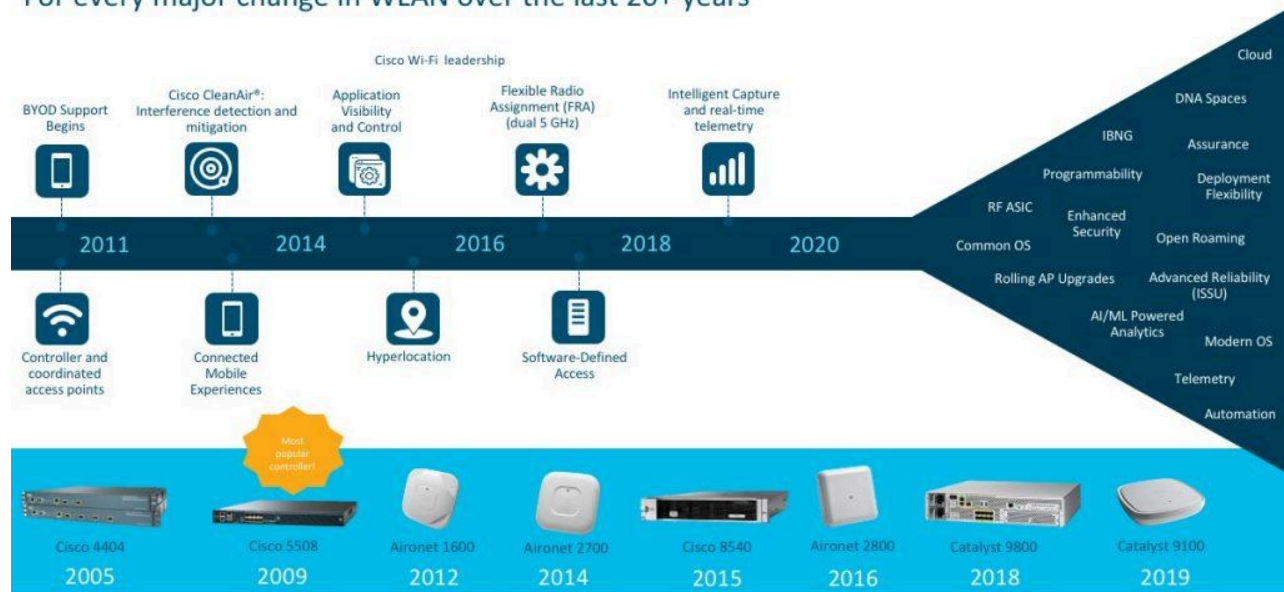 For every major change in WLAN over the last 20+ years
Cisco Wi-Fi leadership
BYOD Support
Begins
Cisco CleanAir®:
Interference detection and
mitigation
Application
Visibility
and Control
Flexible Radio
Assignment (FRA)
(dual 5 GHz)
Intelligent Capture
and real-time
telemetry
2011
2014
2016
2018
2020
Controller and
coordinated
access points
Connected
Mobile
Experiences
Hyperlocation
Software-Defined
Access
Cloud
DNA Spaces
IBNG
Assurance
Programmability
Deployment
Flexibility
RF ASIC
Enhanced
Security
Common OS
Open Roaming
Rolling AP Upgrades
Advanced Reliability
(ISSU)
AI/ML Powered
Analytics
Modern OS
Telemetry
Automation
Most
popular
controller!
Cisco 4404
Cisco 5508
Aironet 1600
Aironet 2700
Cisco 8540
Aironet 2800
Catalyst 9800
Catalyst 9100
2005
2009
2012
2014
2015
2016
2018
2019